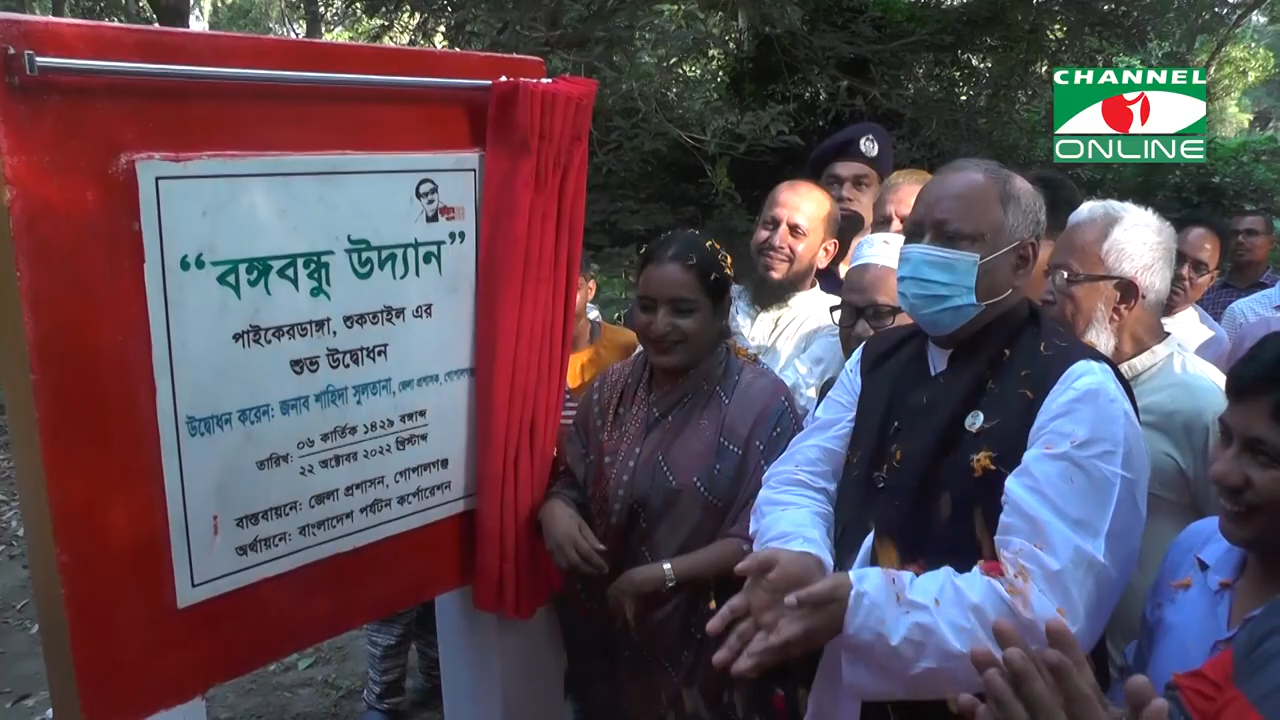 CHANNEL
ONLINE
“বঙ্গবন্ধু উদ্যান”
পাইকেরডাঙ্গা, শুকতাইল এর
শুভ উদ্বোধন
উদ্বোধন করেন: জনাব শাহিদা সুলতানা, জেলা প্রশাসক, গোপালগঞ্জ
০৬ কার্তিক ১৪২৯ বঙ্গাব্দ
তারিখ:
২২ অক্টোবর ২০২২ খ্রিস্টাব্দ
বাস্তবায়নে: জেলা প্রশাসন, গোপালগঞ্জ
অর্থায়নে: বাংলাদেশ পর্যটন কর্পোরেশন